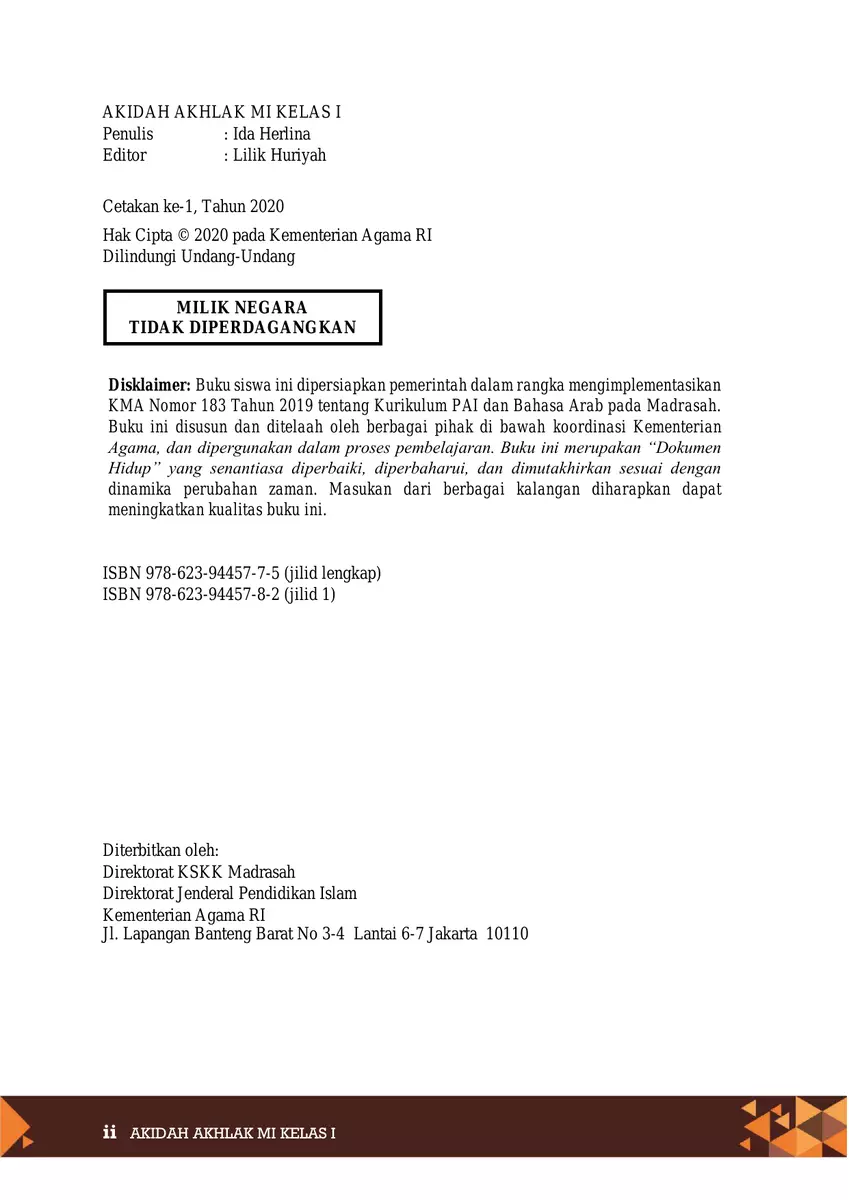 AKIDAH AKHLAK MI KELAS I
Penulis : Ida Herlina
Editor : Lilik Huriyah
Cetakan ke-1, Tahun 2020
Hak Cipta © 2020 pada Kementerian Agama RI
Dilindungi Undang-Undang
MILIK NEGARA
TIDAK DIPERDAGANGKAN
Disklaimer: Buku siswa ini dipersiapkan pemerintah dalam rangka mengimplementasikan
KMA Nomor 183 Tahun 2019 tentang Kurikulum PAI dan Bahasa Arab pada Madrasah.
Buku ini disusun dan ditelaah oleh berbagai pihak di bawah koordinasi Kementerian
Agama, dan dipergunakan dalam proses pembelajaran. Buku ini merupakan “Dokumen
Hidup” yang senantiasa diperbaiki, diperbaharui, dan dimutakhirkan sesuai dengan
dinamika perubahan zaman. Masukan dari berbagai kalangan diharapkan dapat
meningkatkan kualitas buku ini.
ISBN 978-623-94457-7-5 (jilid lengkap)
ISBN 978-623-94457-8-2 (jilid 1)
Diterbitkan oleh:
Direktorat KSKK Madrasah
Direktorat Jenderal Pendidikan Islam
Kementerian Agama RI
Jl. Lapangan Banteng Barat No 3-4 Lantai 6-7 Jakarta 10110
ii AKIDAH AKHLAK MI KELAS I